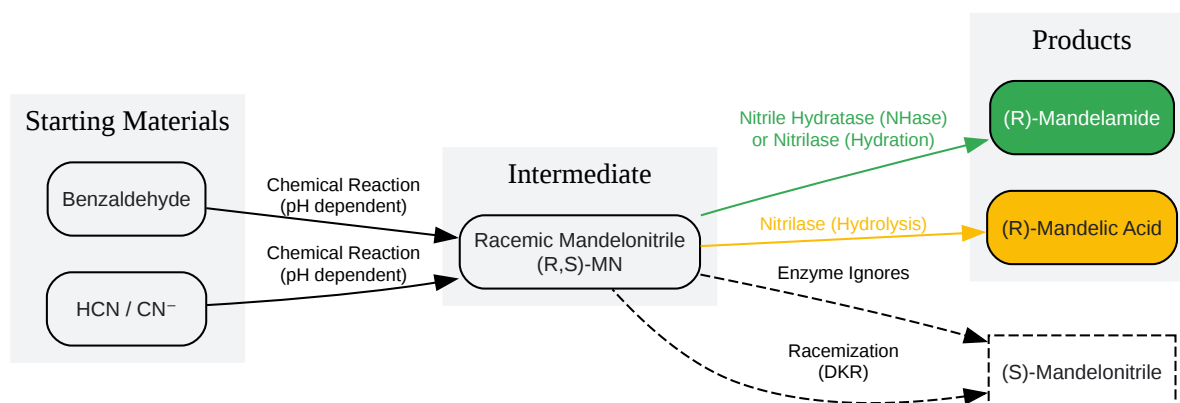 Products
(R)-Mandelamide
Nitrile Hydratase (NHase)
or Nitrilase (Hydration)
Starting Materials
Intermediate
Benzaldehyde
Chemical Reaction
(pH dependent)
Nitrilase (Hydrolysis)
(R)-Mandelic Acid
Racemic Mandelonitrile
(R,S)-MN
Chemical Reaction
(pH dependent)
Enzyme Ignores
HCN / CN⁻
Racemization
(DKR)
(S)-Mandelonitrile